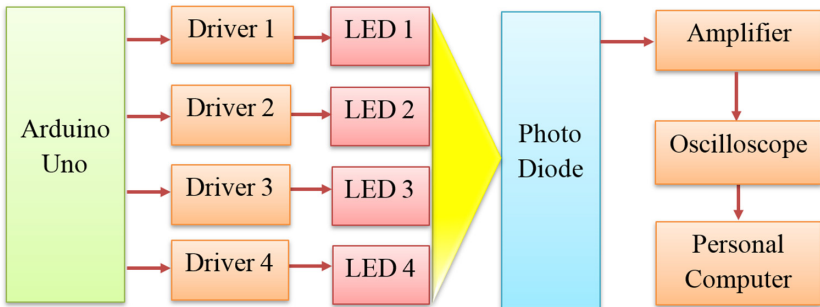 Arduino
Uno
Driver 1
LED 1
Driver 2
LED 2
Driver 3
LED 3
Driver 4
LED 4
Photo
Diode
Amplifier
Oscilloscope
Personal
Computer